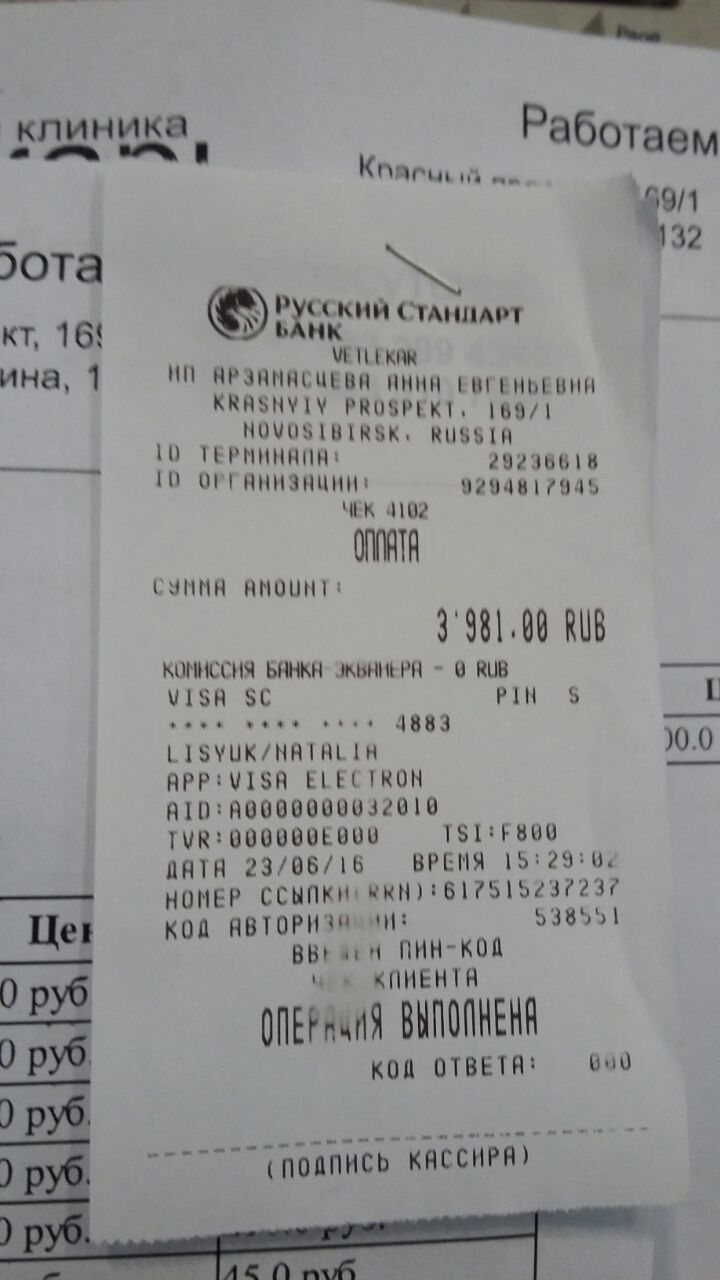 клиника
Работаем
Красный
69/1
132
бота
кт, 169
ина, 1
РУССКИЙ СТАНДАРТ
БАНК
VETLEKAR
ИП АРЗАМАСЦЕВА АННА ЕВГЕНЬЕВНА
KRASNYIY PROSPEKT, 169/1
NOVOSIBIRSK, RUSSIA
ID ТЕРМИНАЛА: 29236618
ID ОРГАНИЗАЦИИ: 9294817945
ЧЕК 4102
ОПЛАТА
СУММА AMOUNT:
3'981.00 RUB
КОМИССИЯ БАНКА-ЭКВАЙЕРА - 0 RUB
VISA SC PIN S
**** **** **** 4883
LISYUK/NATALIA
APP:VISA ELECTRON
AID:A0000000032010
TVR:000000E000 TSI:F800
ДАТА 23/06/16 ВРЕМЯ 15:29:02
НОМЕР ССЫЛКИ(RRN):617515237237
КОД АВТОРИЗАЦИИ: 538551
ВВЕДЕН ПИН-КОД
ЧЕК КЛИЕНТА
ОПЕРАЦИЯ ВЫПОЛНЕНА
КОД ОТВЕТА: 000
(ПОДПИСЬ КАССИРА)
00.0
Цен
0 руб
0 руб.
0 руб.
0 руб.
0 руб.
45.0 руб